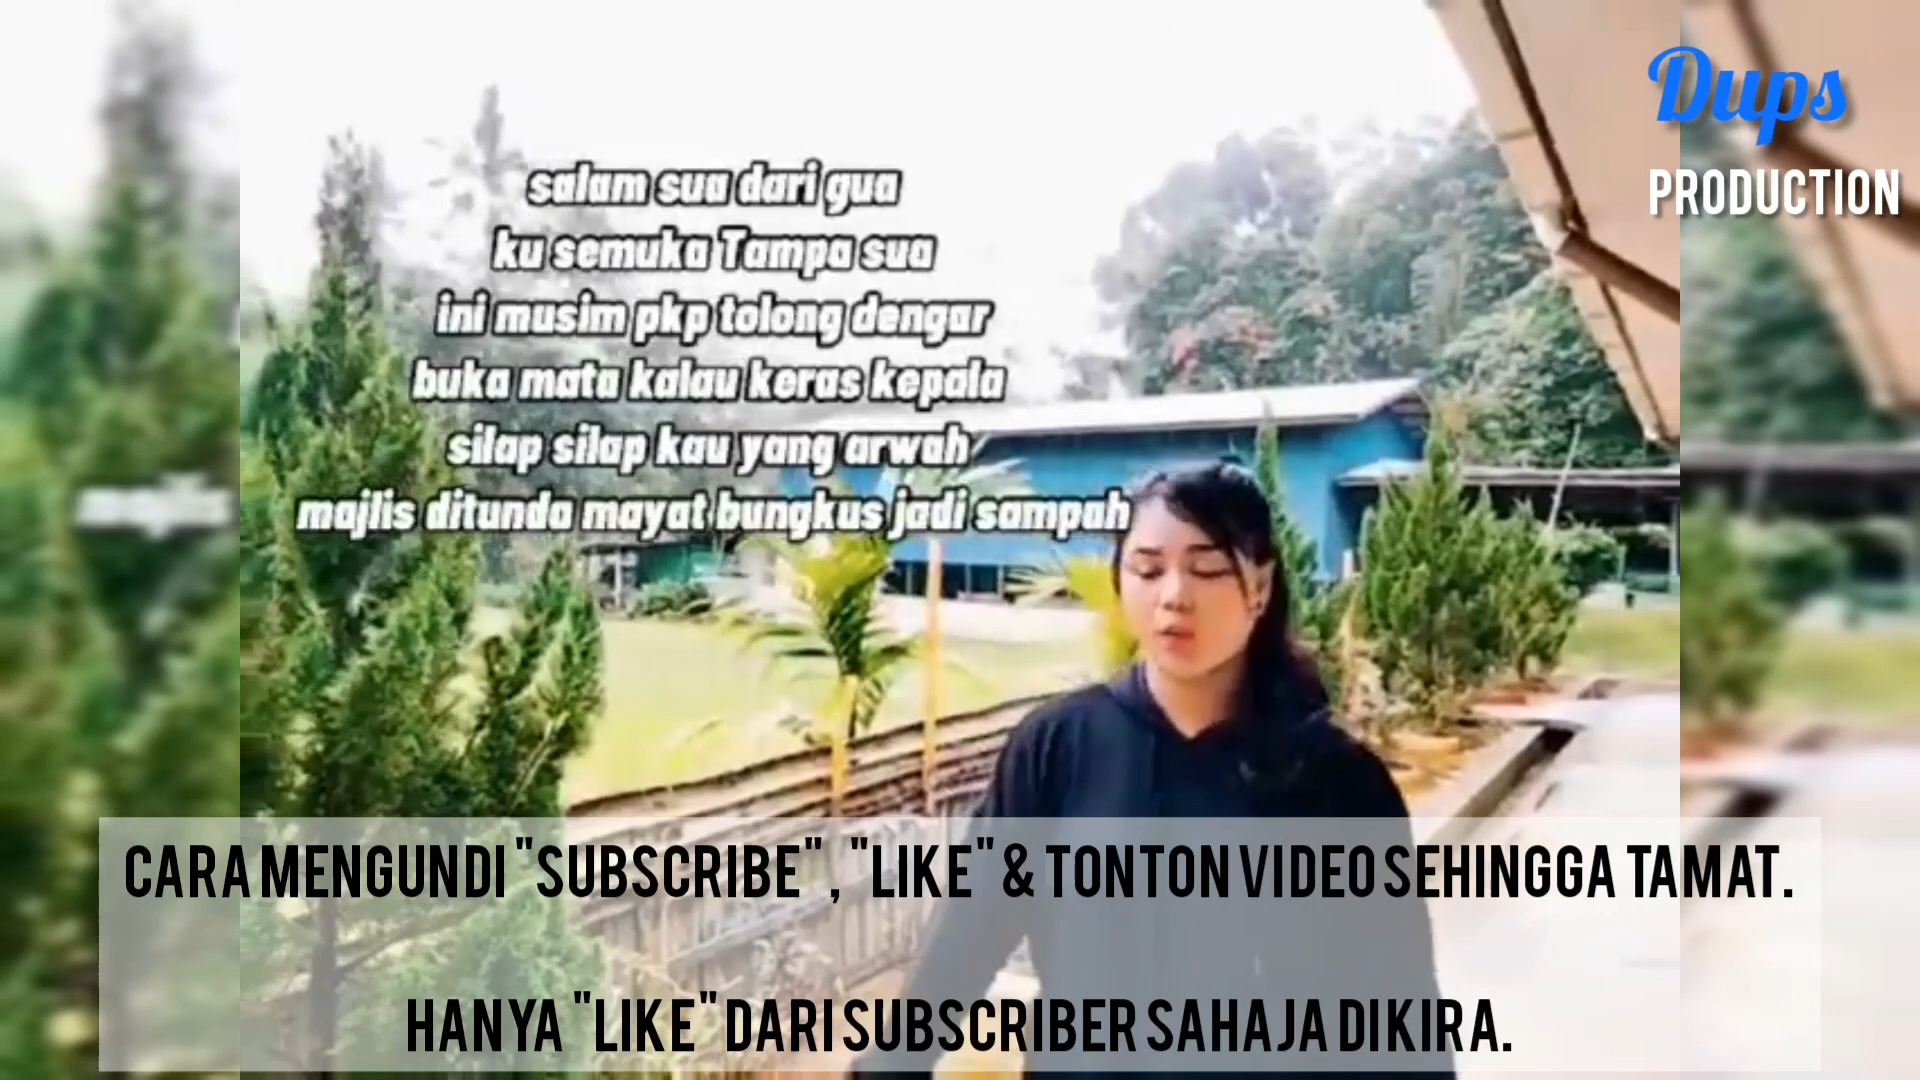 Dups
PRODUCTION
salam sua dari gua
ku semuka Tampa sua
ini musim pkp tolong dengar
buka mata kalau keras kepala
silap silap kau yang arwah
majlis ditunda mayat bungkus jadi sampah
CARA MENGUNDI "SUBSCRIBE", "LIKE" & TONTON VIDEO SEHINGGA TAMAT.
HANYA "LIKE" DARI SUBSCRIBER SAHAJA DIKIRA.